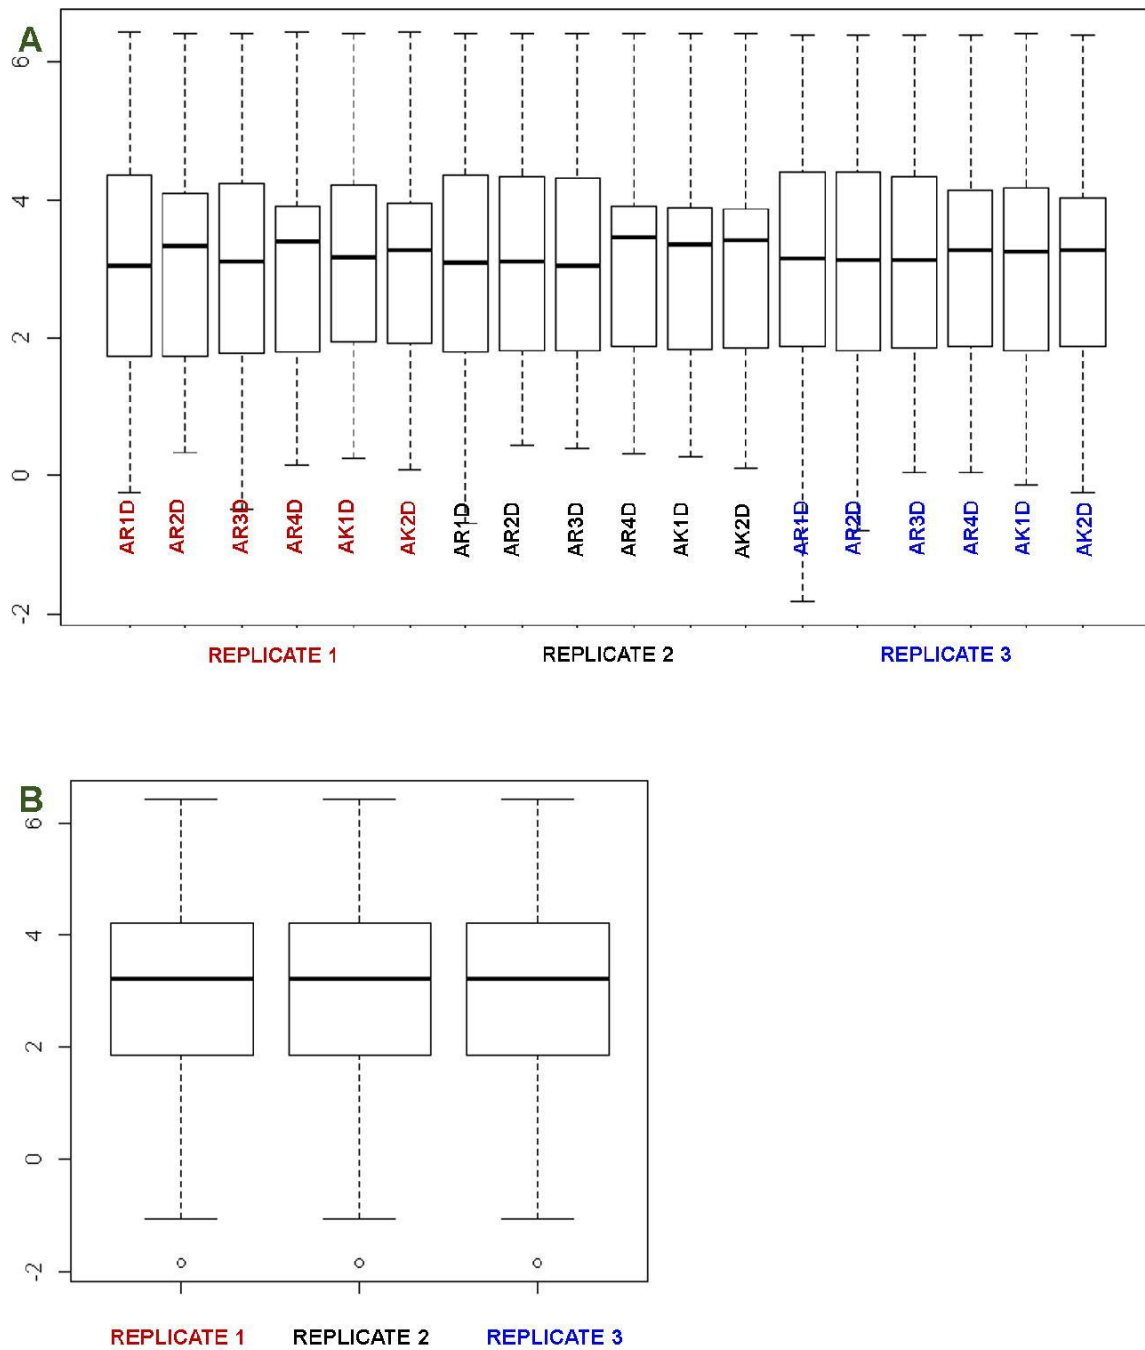 A
6
4
2
0
-2
AR1D AR2D AR3D AR4D AK1D AK2D AR1D AR2D AR3D AR4D AK1D AK2D AR1D AR2D AR3D AR4D AK1D AK2D
REPLICATE 1 REPLICATE 2 REPLICATE 3
B
6
4
2
0
-2
REPLICATE 1 REPLICATE 2 REPLICATE 3